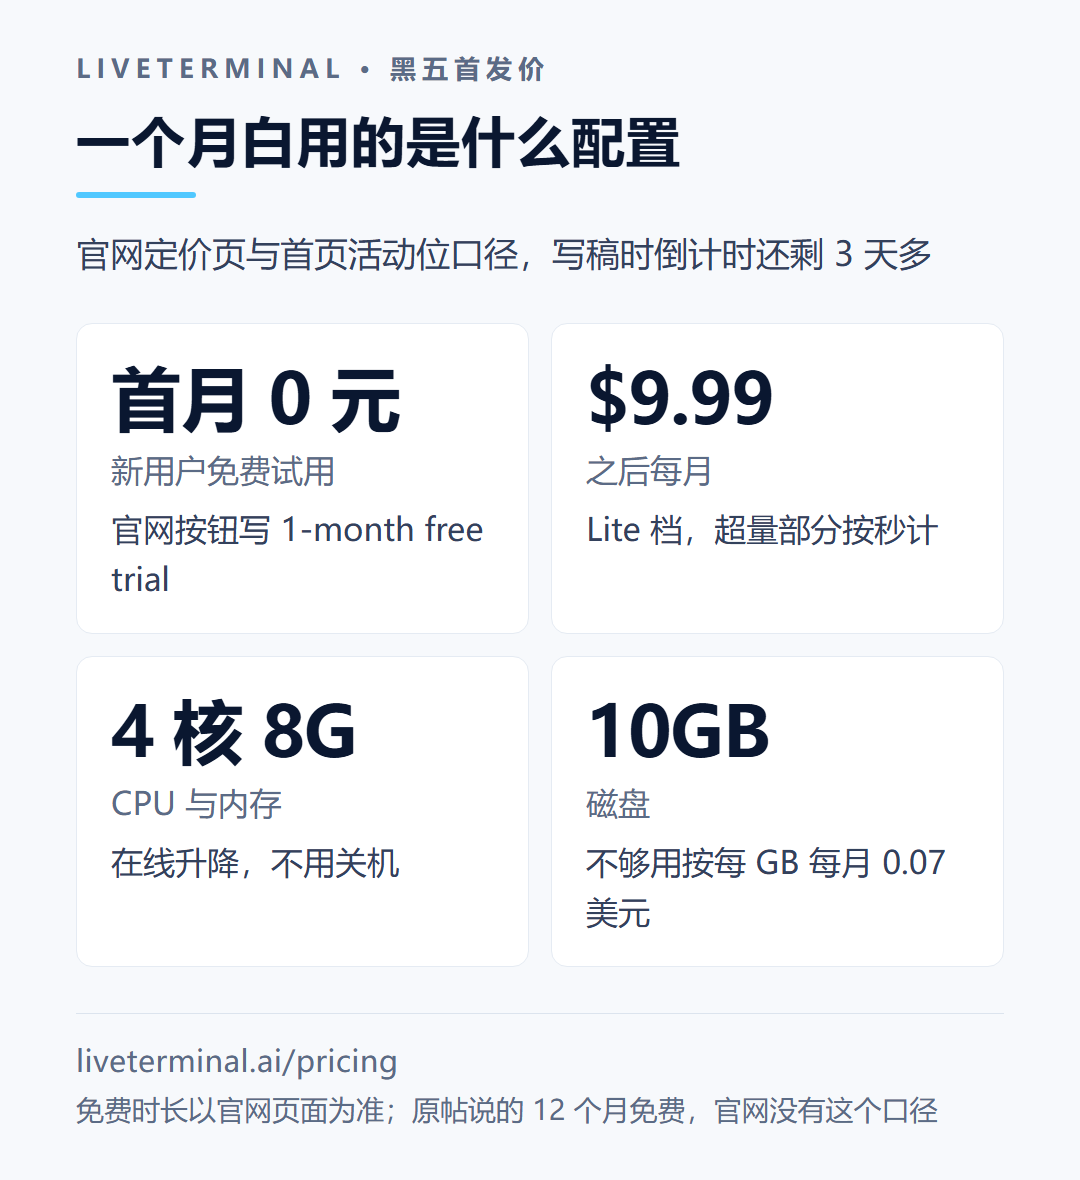 LIVETERMINAL • 黑五首发价
一个月白用的是什么配置
官网定价页与首页活动位口径，写稿时倒计时还剩 3 天多
首月 0 元
新用户免费试用
官网按钮写 1-month free
trial
$9.99
之后每月
Lite 档，超量部分按秒计
4 核 8G
CPU 与内存
在线升降，不用关机
10GB
磁盘
不够用按每 GB 每月 0.07
美元
liveterminal.ai/pricing
免费时长以官网页面为准；原帖说的 12 个月免费，官网没有这个口径